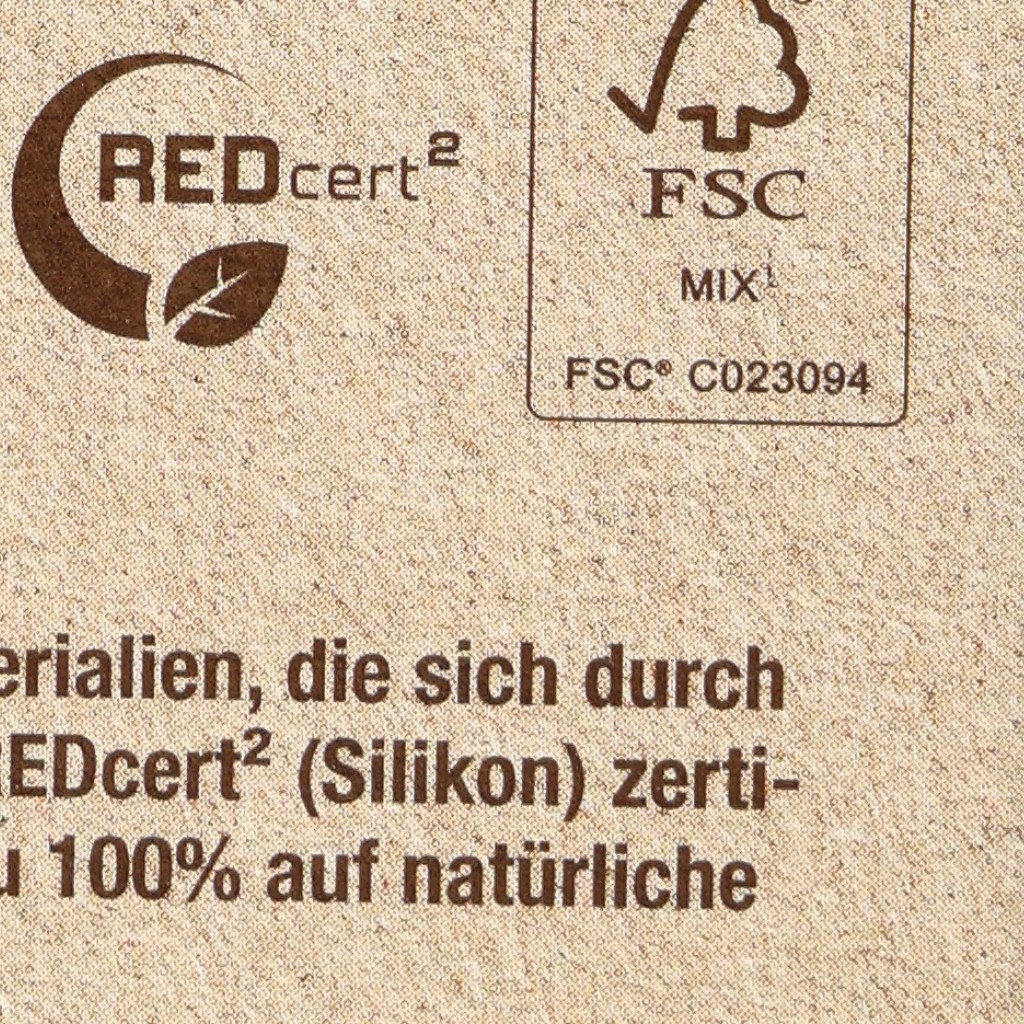 REDcert²
FSC
MIX¹
FSC® C023094
erialien, die sich durch
REDcert² (Silikon) zerti-
u 100% auf natürliche